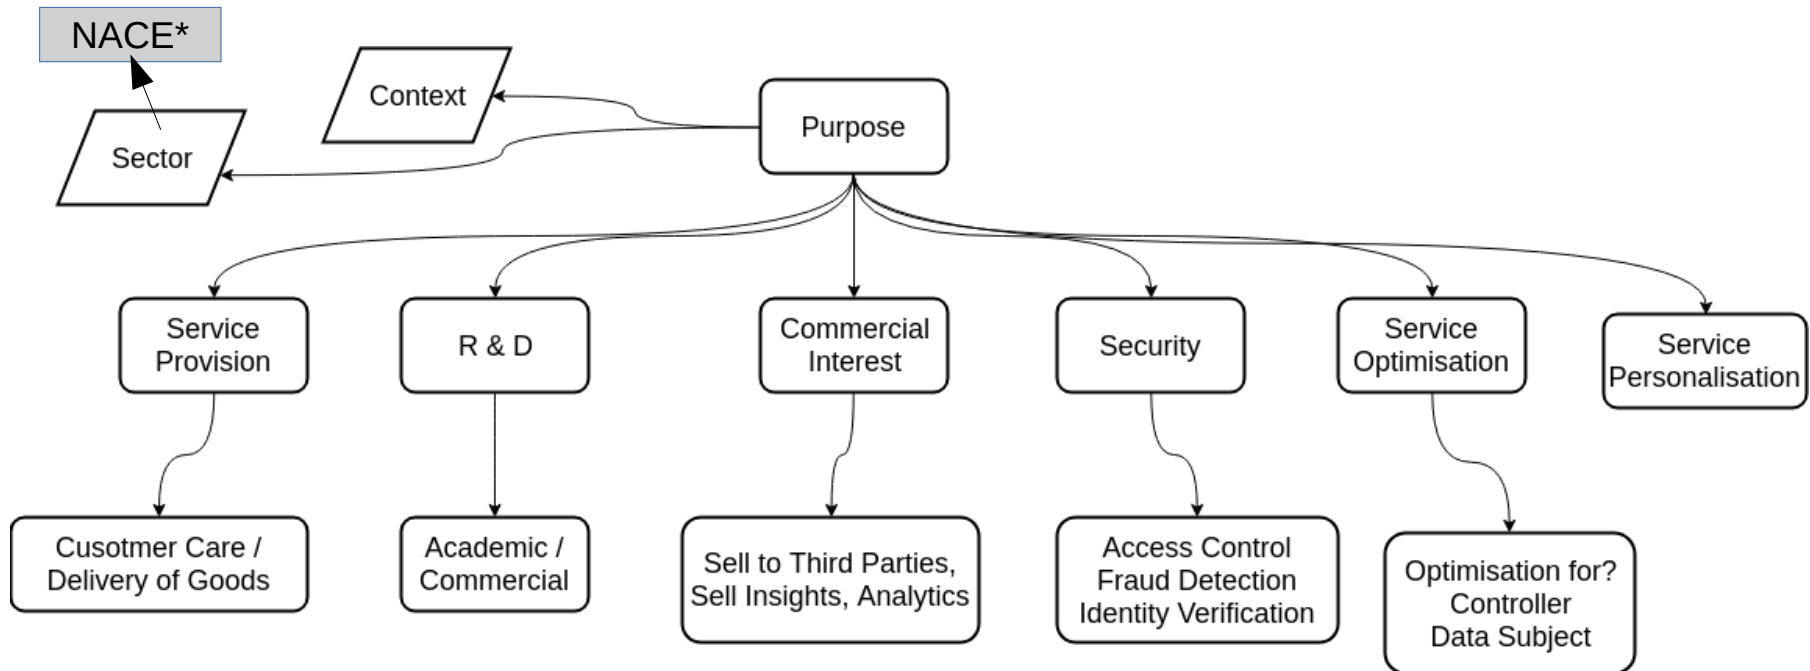 NACE*
Context
Purpose
Sector
Service
Provision
R & D
Commercial
Interest
Security
Service
Optimisation
Service
Personalisation
Cusotmer Care /
Delivery of Goods
Academic /
Commercial
Sell to Third Parties,
Sell Insights, Analytics
Access Control
Fraud Detection
Identity Verification
Optimisation for?
Controller
Data Subject